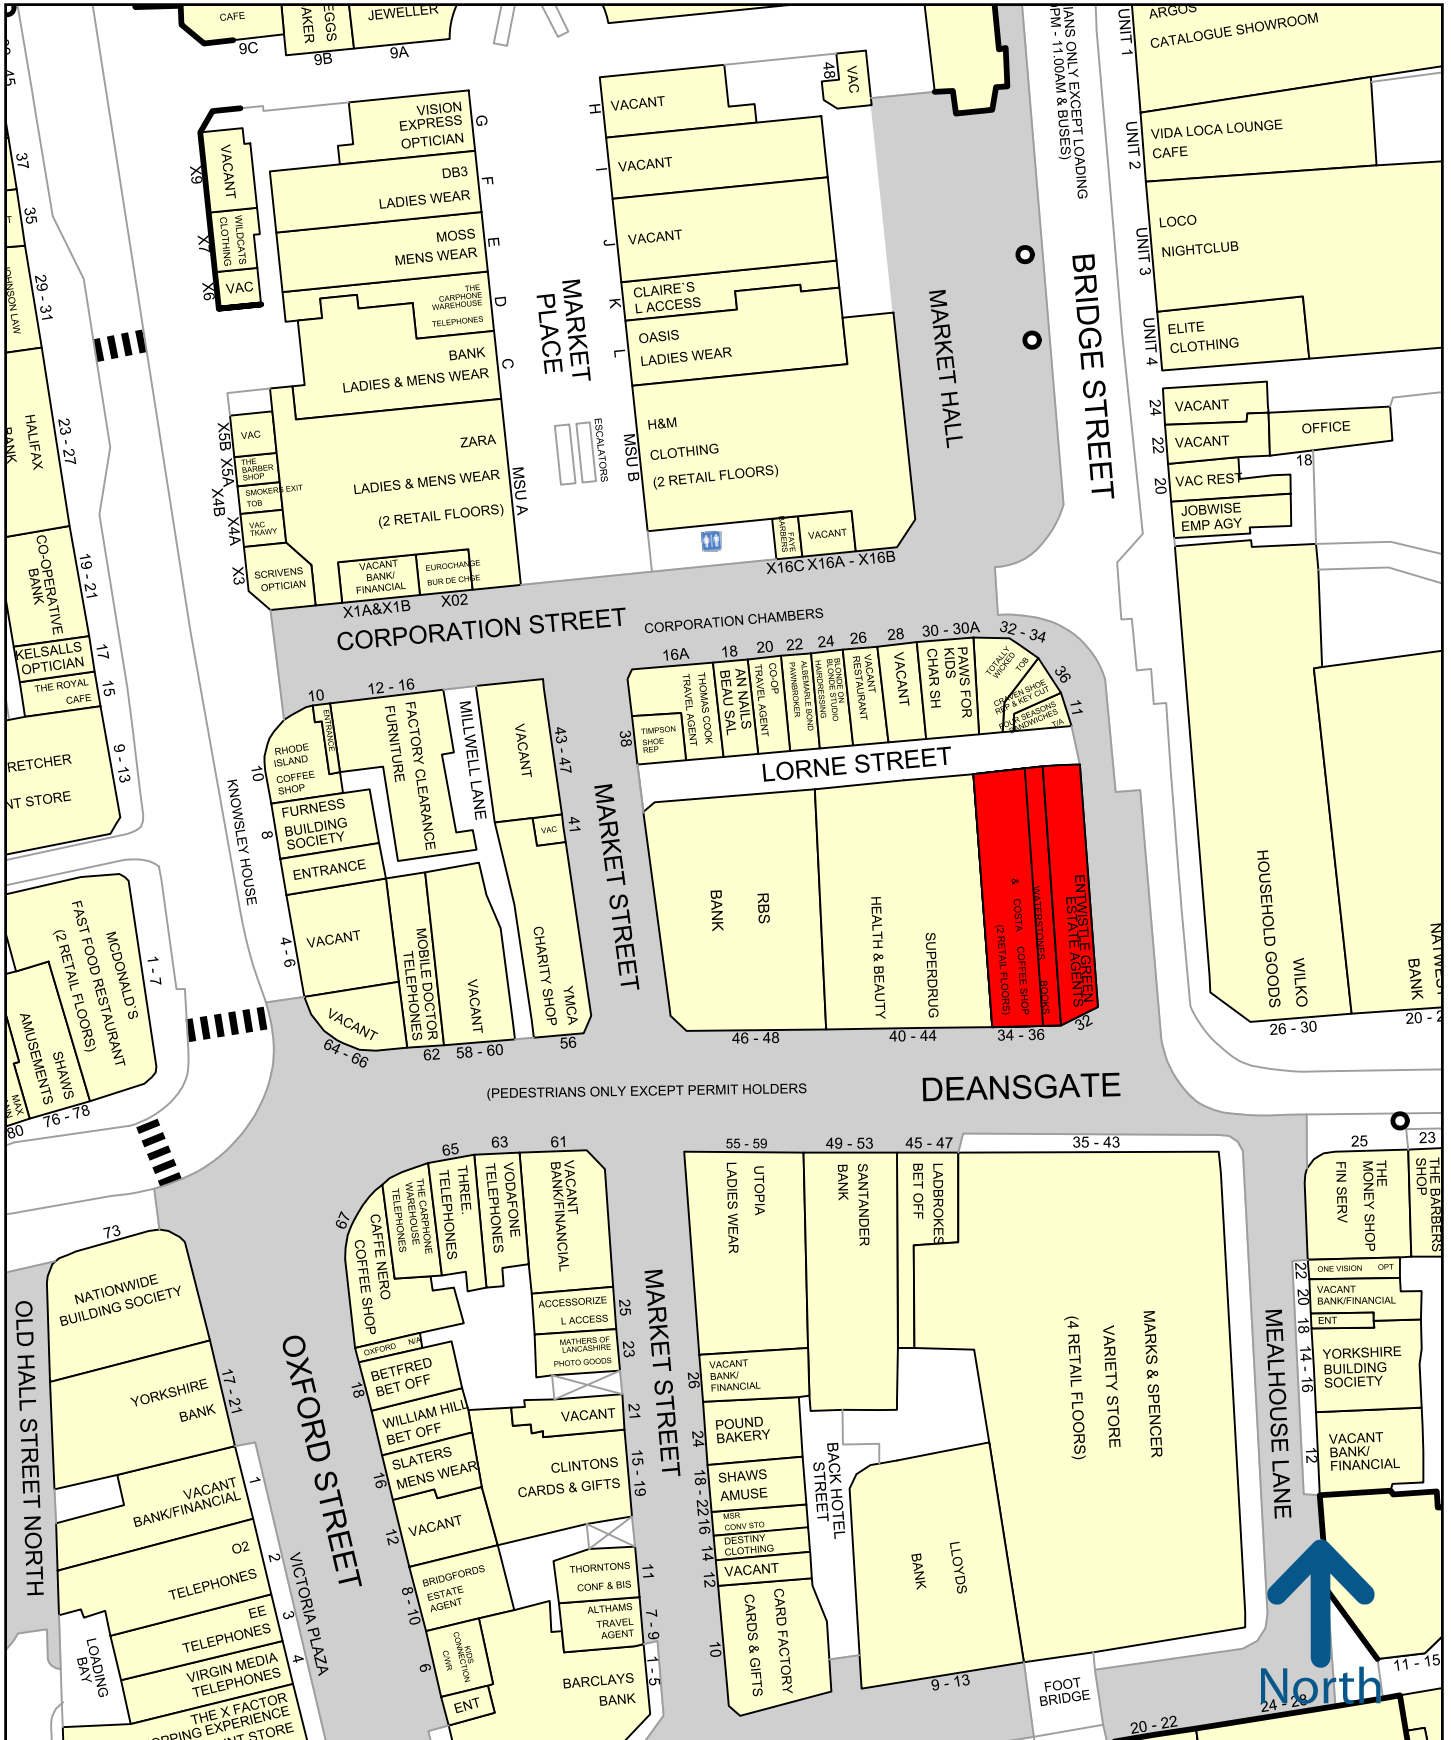 CAFE
9C
9B
JEWELLER
9A
48
VAC
UNIT 1
ARGOS
CATALOGUE SHOWROOM
VISION
EXPRESS
OPTICIAN
G
H
VACANT
UNIT 2
VIDA LOCA LOUNGE
CAFE
X9
VACANT
DB3
LADIES WEAR
F
I
VACANT
37
35
X7
WILDCATS
CLOTHING
MOSS
MENS WEAR
E
J
VACANT
UNIT 3
LOCO
NIGHTCLUB
X6
VAC
THE
CARPHONE
WAREHOUSE
TELEPHONES
D
MARKET
PLACE
K
CLAIRE`S
L ACCESS
29 - 31
BANK
LADIES & MENS WEAR
C
L
OASIS
LADIES WEAR
MARKET HALL
BRIDGE STREET
UNIT 4
ELITE
CLOTHING
HALIFAX
BANK
23 - 27
X5B
VAC
X5A
THE
BARBER
SHOP
X4B
SMOKERS EXIT
TOB
X4A
VAC
TKAWY
X3
SCRIVENS
OPTICIAN
ZARA
LADIES & MENS WEAR
(2 RETAIL FLOORS)
MSU A
ESCALATORS
MSU B
H&M
CLOTHING
(2 RETAIL FLOORS)
24
VACANT
22
VACANT
OFFICE
18
20
VAC REST
JOBWISE
EMP AGY
VACANT
BANK/
FINANCIAL
X1A&X1B
EUROCHANGE
BUR DE CHGE
X02
FAYE
BARBERS
VACANT
X16C
X16A - X16B
CO-OPERATIVE
BANK
19 - 21
KELSALLS
OPTICIAN
17
THE ROYAL
CAFE
15
9 - 13
CORPORATION STREET
CORPORATION CHAMBERS
16A
18
20
22
24
26
28
30 - 30A
32 - 34
36
11
38
TIMPSON
SHOE
REP
THOMAS COOK
TRAVEL AGENT
AN NAILS
BEAU SAL
CO-OP
TRAVEL AGENT
ALBEMARLE BOND
PAWNBROKER
BLONDE ON
BLONDE STUDIO
HAIRDRESSING
VACANT
RESTAURANT
VACANT
PAWS FOR
KIDS
CHAR SH
TOTALLY
WICKED
TOB
CRAVEN SHOE
REP & KEY CUT
FOUR SEASONS
SANDWICHES
T/A
LORNE STREET
10
12 - 16
ENTRANCE
RHODE
ISLAND
COFFEE
SHOP
10
FACTORY CLEARANCE
FURNITURE
MILLWELL LANE
VACANT
43 - 47
VAC
41
MARKET STREET
KNOWSLEY HOUSE
8
FURNESS
BUILDING
SOCIETY
ENTRANCE
4 - 6
VACANT
VACANT
64 - 66
MOBILE DOCTOR
TELEPHONES
62
VACANT
58 - 60
YMCA
CHARITY SHOP
56
RBS
BANK
46 - 48
SUPERDRUG
HEALTH & BEAUTY
40 - 44
WATERSTONES BOOKS
& COSTA COFFEE SHOP
(2 RETAIL FLOORS)
34 - 36
ENTWISTLE GREEN
ESTATE AGENTS
32
WILKO
HOUSEHOLD GOODS
26 - 30
BANK
MCDONALD'S
FAST FOOD RESTAURANT
(2 RETAIL FLOORS)
1 - 7
SHAWS
AMUSEMENTS
76 - 78
80
(PEDESTRIANS ONLY EXCEPT PERMIT HOLDERS
DEANSGATE
73
NATIONWIDE
BUILDING SOCIETY
OLD HALL STREET NORTH
YORKSHIRE
BANK
17 - 21
VACANT
BANK/FINANCIAL
1
O2
TELEPHONES
2
EE
TELEPHONES
3
VIRGIN MEDIA
TELEPHONES
4
THE X FACTOR
LOADING
BAY
VICTORIA PLAZA
OXFORD STREET
67
CAFFE NERO
COFFEE SHOP
THE CARPHONE
WAREHOUSE
TELEPHONES
65
THREE.
TELEPHONES
63
VODAFONE
TELEPHONES
61
VACANT
BANK/FINANCIAL
OXFORD N/A
18
BETFRED
BET OFF
WILLIAM HILL
BET OFF
16
SLATERS
MENS WEAR
12
VACANT
8 - 10
BRIDGFORDS
ESTATE
AGENT
6
KIDS
CONNECTION
C/WR
ENT
25
ACCESSORIZE
L ACCESS
23
MATHERS OF
LANCASHIRE
PHOTO GOODS
21
VACANT
15 - 19
CLINTONS
CARDS & GIFTS
11
THORNTONS
CONF & BIS
7 - 9
ALTHAMS
TRAVEL
AGENT
1 - 5
BARCLAYS
BANK
MARKET STREET
55 - 59
UTOPIA
LADIES WEAR
49 - 53
SANTANDER
BANK
45 - 47
LADBROKES
BET OFF
35 - 43
MARKS & SPENCER
VARIETY STORE
(4 RETAIL FLOORS)
26
VACANT
BANK/
FINANCIAL
24
POUND
BAKERY
18 - 22
SHAWS
AMUSE
16
MSR
CONV STO
14
DESTINY
CLOTHING
12
VACANT
10
CARD FACTORY
CARDS & GIFTS
BACK HOTEL
STREET
LLOYDS
BANK
9 - 13
FOOT
BRIDGE
MEALHOUSE LANE
25
THE
MONEY SHOP
FIN SERV
23
THE BARBERS
SHOP
22
ONE VISION OPT
20
VACANT
BANK/FINANCIAL
18
ENT
14 - 16
YORKSHIRE
BUILDING
SOCIETY
12
VACANT
BANK/
FINANCIAL
North
11 - 15
24 - 28
20 - 22